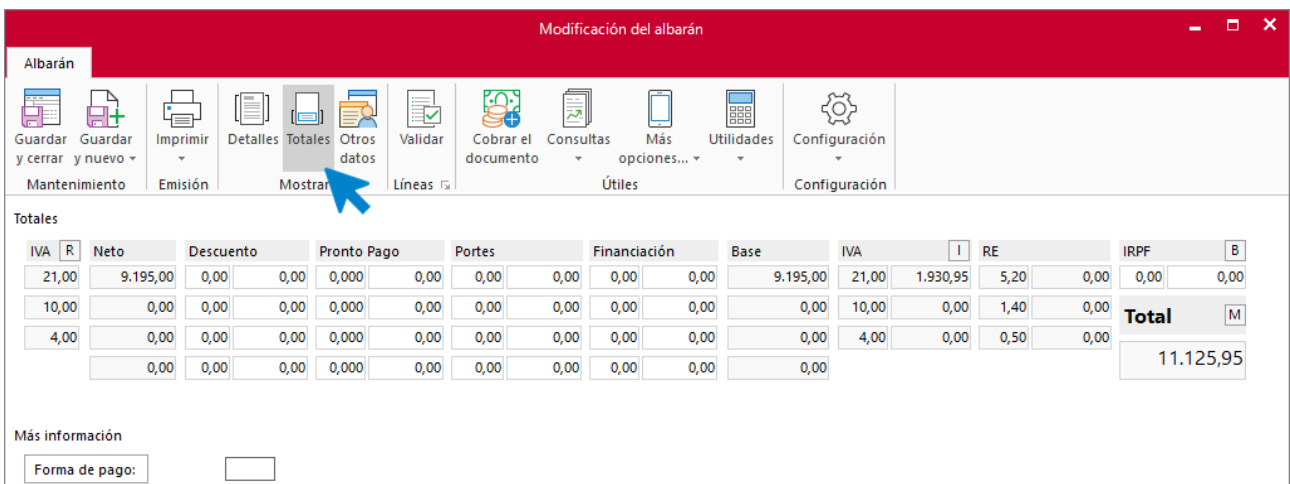 Modificación del albarán
Albarán
Guardar y cerrar
Guardar y nuevo
Imprimir
Detalles
Totales
Otros datos
Validar
Cobrar el documento
Consultas
Más opciones...
Utilidades
Configuración
Mantenimiento
Emisión
Mostrar
Líneas
Útiles
Configuración
Totales
IVA R Neto Descuento Pronto Pago Portes Financiación Base IVA I RE IRPF B
21,00 9.195,00 0,00 0,00 0,000 0,00 0,00 0,00 0,00 0,00 9.195,00 21,00 1.930,95 5,20 0,00 0,00 0,00
10,00 0,00 0,00 0,00 0,000 0,00 0,00 0,00 0,00 0,00 0,00 10,00 0,00 1,40 0,00
Total M
4,00 0,00 0,00 0,00 0,000 0,00 0,00 0,00 0,00 0,00 0,00 4,00 0,00 0,50 0,00
0,00 0,00 0,00 0,000 0,00 0,00 0,00 0,00 0,00 0,00
11.125,95
Más información
Forma de pago: